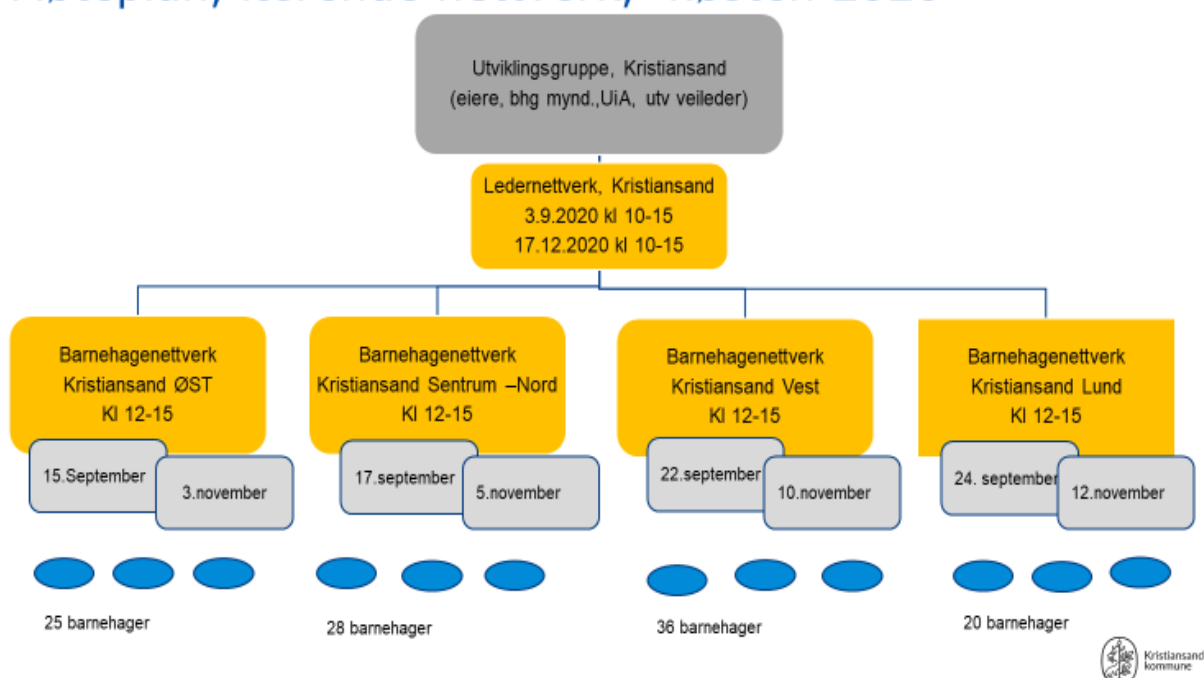 Utviklingsgruppe, Kristiansand
(eiere, bhg mynd.,UiA, utv veileder)
Ledernettverk, Kristiansand
3.9.2020 kl 10-15
17.12.2020 kl 10-15
Barnehagenettverk
Kristiansand ØST
Kl 12-15
15.September
3.november
Barnehagenettverk
Kristiansand Sentrum –Nord
Kl 12-15
17.september
5.november
Barnehagenettverk
Kristiansand Vest
Kl 12-15
22.september
10.november
Barnehagenettverk
Kristiansand Lund
Kl 12-15
24. september
12.november
25 barnehager
28 barnehager
36 barnehager
20 barnehager
Kristiansand
kommune